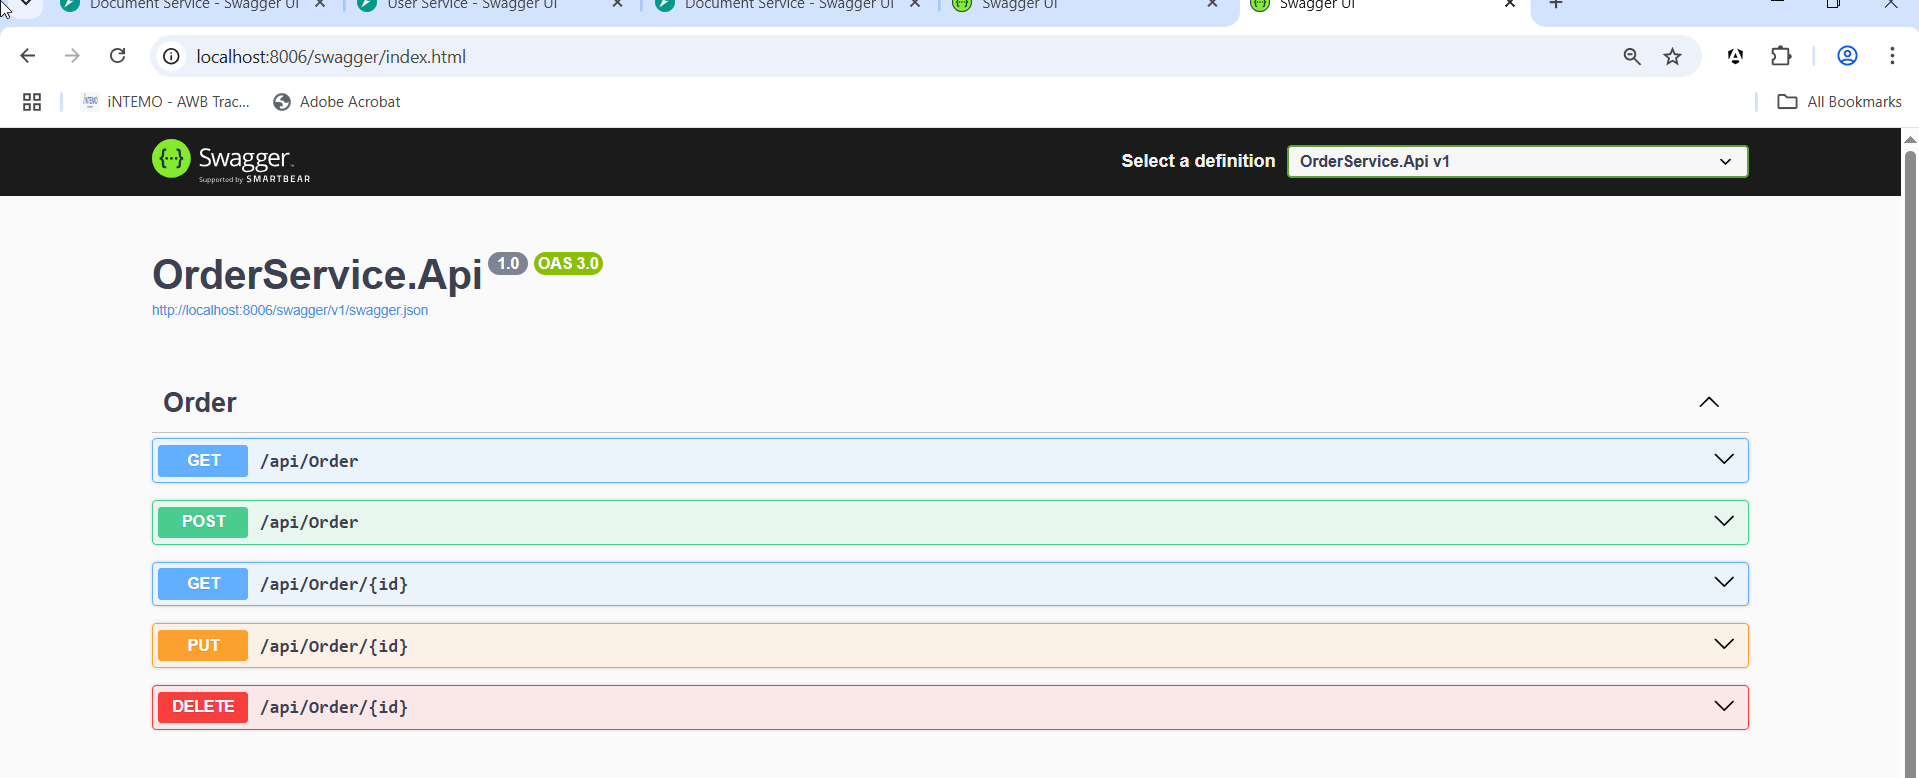 Document Service - Swagger UI
User Service - Swagger UI
Document Service - Swagger UI
Swagger UI
Swagger UI
localhost:8006/swagger/index.html
iNTEMO - AWB Trac...
Adobe Acrobat
All Bookmarks
Swagger
Supported by SMARTBEAR
Select a definition
OrderService.Api v1
OrderService.Api 1.0 OAS 3.0
http://localhost:8006/swagger/v1/swagger.json
Order
GET /api/Order
POST /api/Order
GET /api/Order/{id}
PUT /api/Order/{id}
DELETE /api/Order/{id}